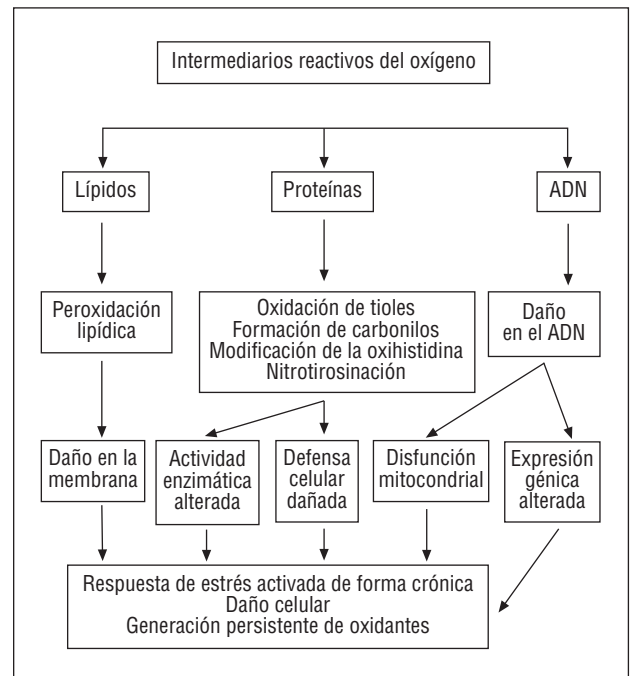 Intermediarios reactivos del oxígeno
Lípidos
Proteínas
ADN
Peroxidación
lipídica
Oxidación de tioles
Formación de carbonilos
Modificación de la oxihistidina
Nitrotirosinación
Daño
en el ADN
Daño en la
membrana
Actividad
enzimática
alterada
Defensa
celular
dañada
Disfunción
mitocondrial
Expresión
génica
alterada
Respuesta de estrés activada de forma crónica
Daño celular
Generación persistente de oxidantes